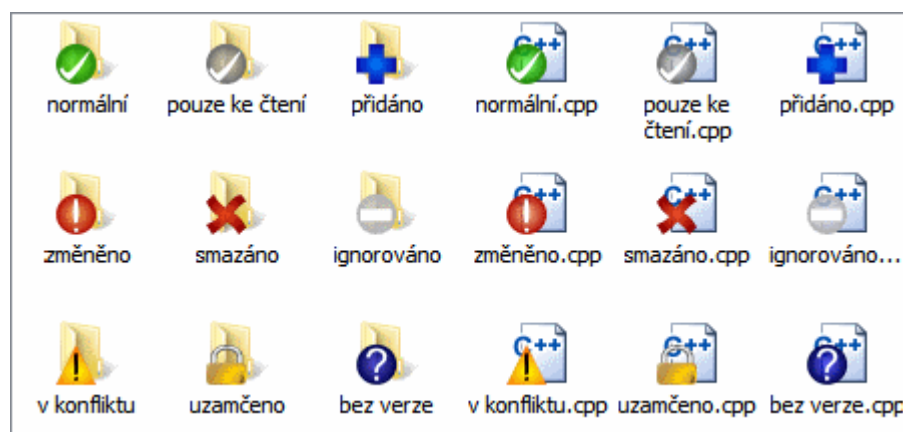 C++ C++ C++
normální pouze ke čtení přidáno normální.cpp pouze ke přidáno.cpp
čtení.cpp
C++ C++ C++
změněno smazáno ignorováno změněno.cpp smazáno.cpp ignorováno...
C++ C++ C++
v konfliktu uzamčeno bez verze v konfliktu.cpp uzamčeno.cpp bez verze.cpp